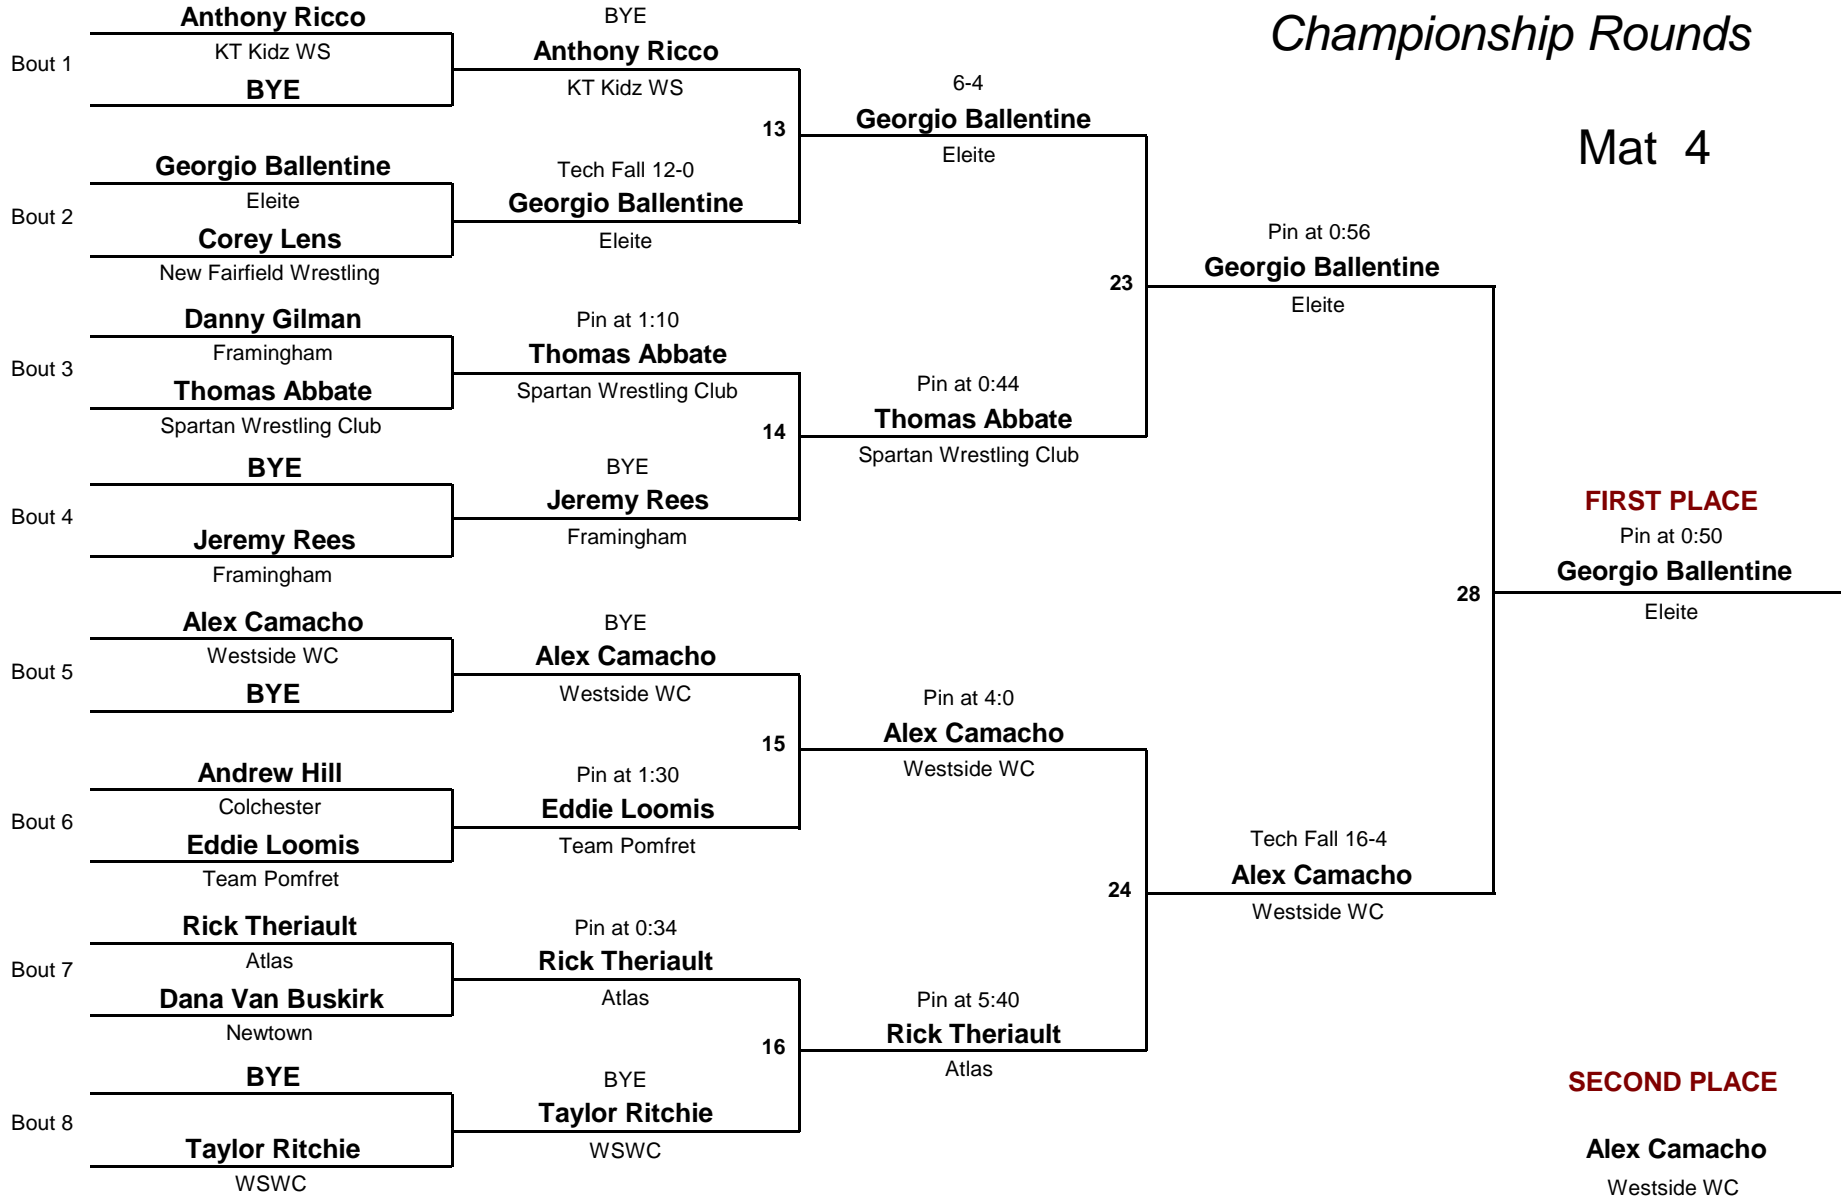 Championship Rounds
Mat 4
Bout 1
Anthony Ricco
KT Kidz WS
BYE
Bout 2
Georgio Ballentine
Eleite
Corey Lens
New Fairfield Wrestling
Bout 3
Danny Gilman
Framingham
Thomas Abbate
Spartan Wrestling Club
Bout 4
BYE
Jeremy Rees
Framingham
Bout 5
Alex Camacho
Westside WC
BYE
Bout 6
Andrew Hill
Colchester
Eddie Loomis
Team Pomfret
Bout 7
Rick Theriault
Atlas
Dana Van Buskirk
Newtown
Bout 8
BYE
Taylor Ritchie
WSWC
BYE
Anthony Ricco
KT Kidz WS
13
Tech Fall 12-0
Georgio Ballentine
Eleite
Pin at 1:10
Thomas Abbate
Spartan Wrestling Club
14
BYE
Jeremy Rees
Framingham
BYE
Alex Camacho
Westside WC
15
Pin at 1:30
Eddie Loomis
Team Pomfret
Pin at 0:34
Rick Theriault
Atlas
16
BYE
Taylor Ritchie
WSWC
6-4
Georgio Ballentine
Eleite
23
Pin at 0:44
Thomas Abbate
Spartan Wrestling Club
Pin at 4:0
Alex Camacho
Westside WC
24
Pin at 5:40
Rick Theriault
Atlas
Pin at 0:56
Georgio Ballentine
Eleite
28
Tech Fall 16-4
Alex Camacho
Westside WC
FIRST PLACE
Pin at 0:50
Georgio Ballentine
Eleite
SECOND PLACE
Alex Camacho
Westside WC